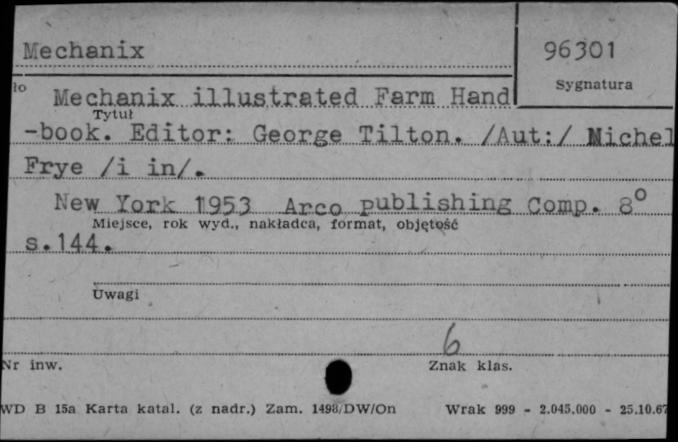 Mechanix
96301
Sygnatura
ło
Mechanix illustrated Farm Hand
Tytuł
-book. Editor: George Tilton. /Aut:/ Michel
Frye /i in/.
New York 1953 Arco publishing Comp. 8°
Miejsce, rok wyd., nakładca, format, objętość
s.144.
Uwagi
6
Nr inw.
Znak klas.
WD B 15a Karta katal. (z nadr.) Zam. 1498/DW/On Wrak 999 - 2.045.000 - 25.10.67